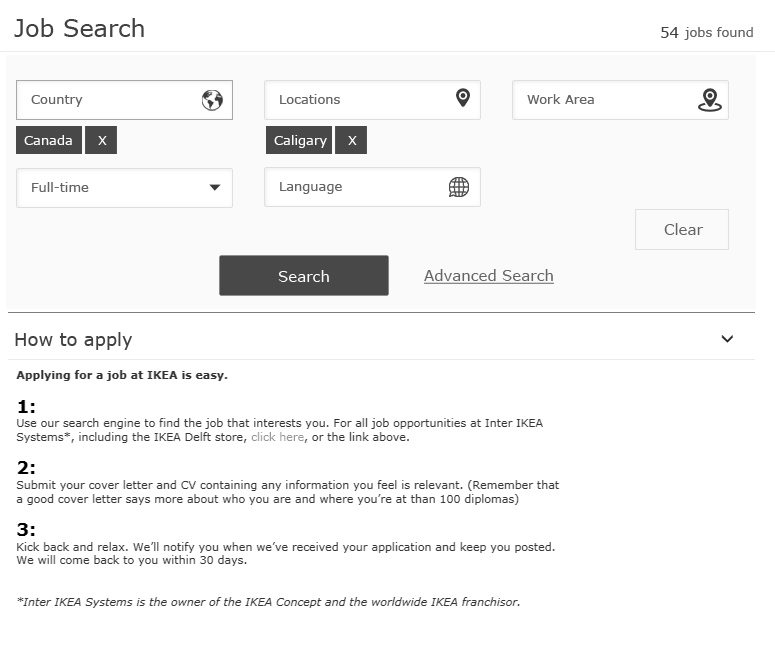 Job Search
54 jobs found
Country
Locations
Work Area
Canada X
Caligary X
Full-time
Language
Clear
Search
Advanced Search
How to apply
Applying for a job at IKEA is easy.
1:
Use our search engine to find the job that interests you. For all job opportunities at Inter IKEA
Systems*, including the IKEA Delft store, click here, or the link above.
2:
Submit your cover letter and CV containing any information you feel is relevant. (Remember that
a good cover letter says more about who you are and where you’re at than 100 diplomas)
3:
Kick back and relax. We’ll notify you when we’ve received your application and keep you posted.
We will come back to you within 30 days.
*Inter IKEA Systems is the owner of the IKEA Concept and the worldwide IKEA franchisor.